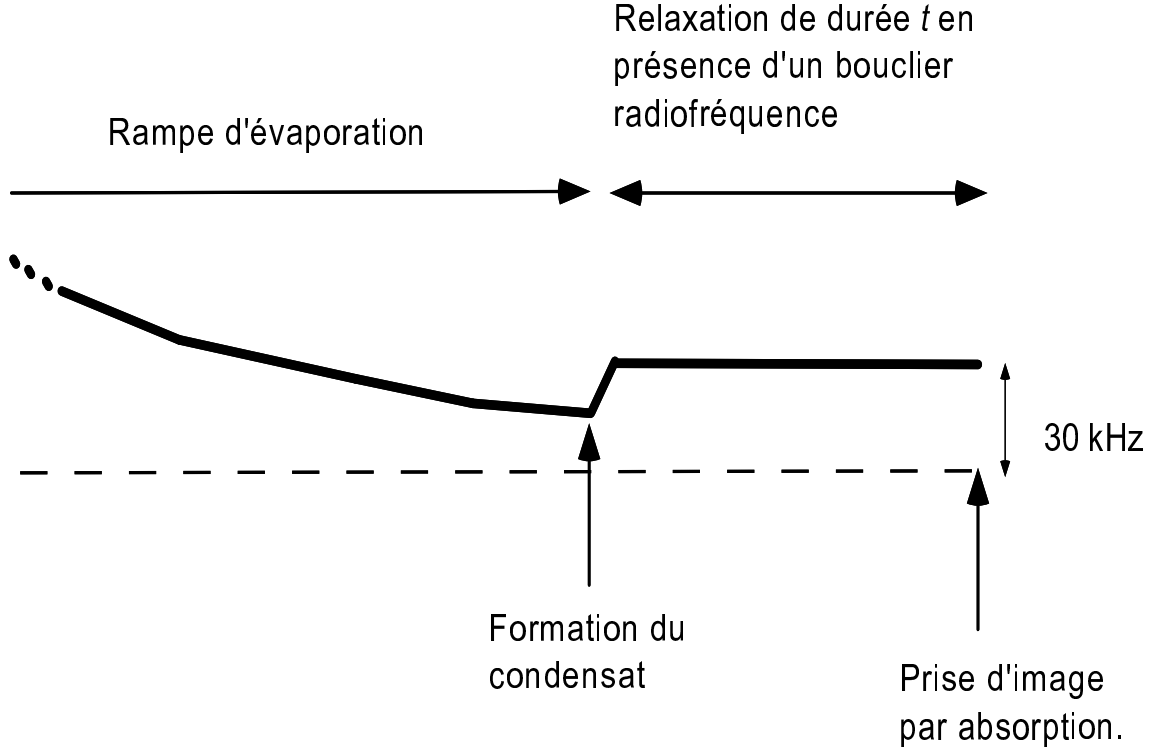 Relaxation de durée t en
présence d'un bouclier
radiofréquence
Rampe d'évaporation
30 kHz
Formation du
condensat
Prise d'image
par absorption.